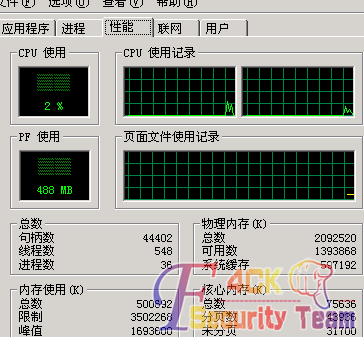 文件(F) 选项(O) 查看(V) 帮助(H)
应用程序 进程 性能 联网 用户
CPU 使用 CPU 使用记录
2 %
PF 使用 页面文件使用记录
488 MB
总数 物理内存(K)
句柄数 44402 总数 2092520
线程数 548 可用数 1393868
进程数 36 系统缓存
内存使用(K) 核心内存(K)
总数 500892 总数 75636
限制 3502268 分页数
峰值 1693600 未分页 31700
Security Team